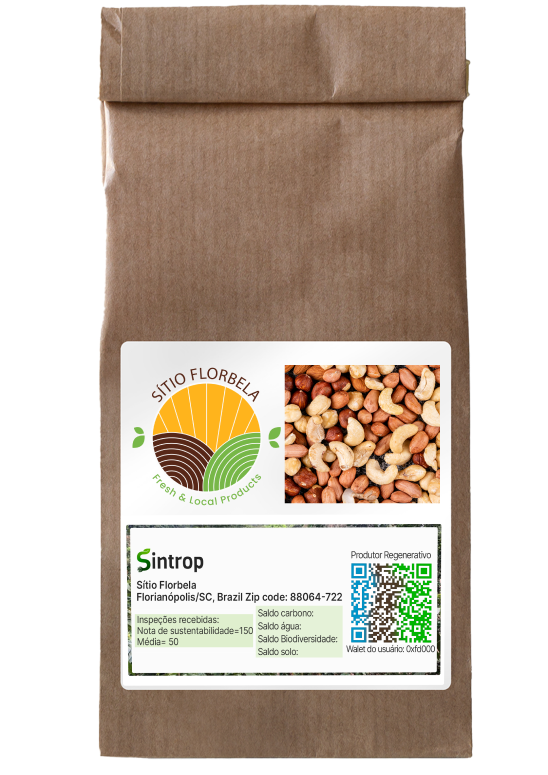 SÍTIO FLORBELA
Fresh & Local Products
Sintrop
Sítio Florbela
Florianópolis/SC, Brazil Zip code: 88064-722
Inspeções recebidas:
Nota de sustentabilidade=150
Média= 50
Saldo carbono:
Saldo água:
Saldo Biodiversidade:
Saldo solo:
Produtor Regenerativo
Walet do usuário: 0xfd000